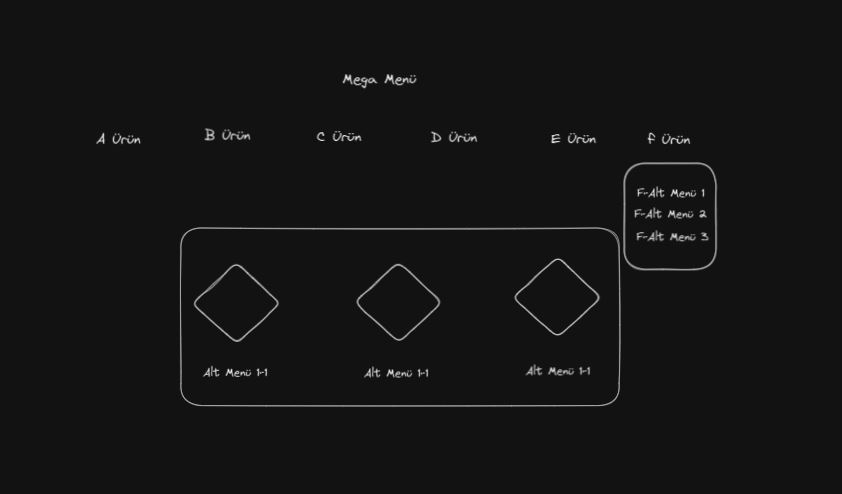 Mega Menü
A Ürün
B Ürün
C Ürün
D Ürün
E Ürün
f Ürün
F-Alt Menü 1
F-Alt Menü 2
F-Alt Menü 3
Alt Menü 1-1
Alt Menü 1-1
Alt Menü 1-1